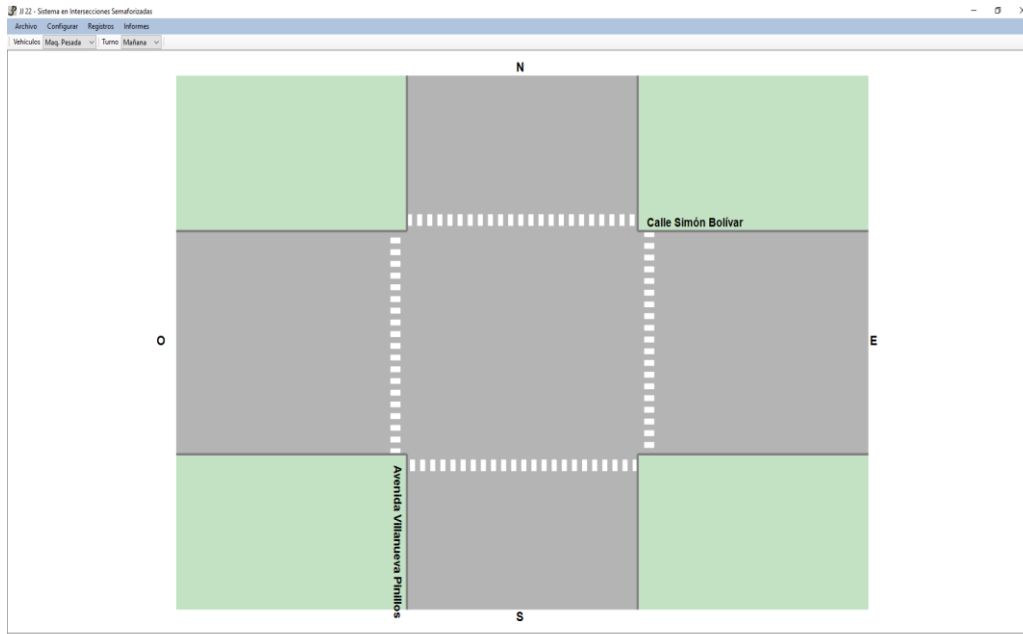 JJ 22 - Sistema en Intersecciones Semaforizadas
Archivo Configurar Registros Informes
Vehículos Maq. Pesada Turno Mañana
N
Calle Simón Bolívar
O
E
Avenida Villanueva Pinillos
S